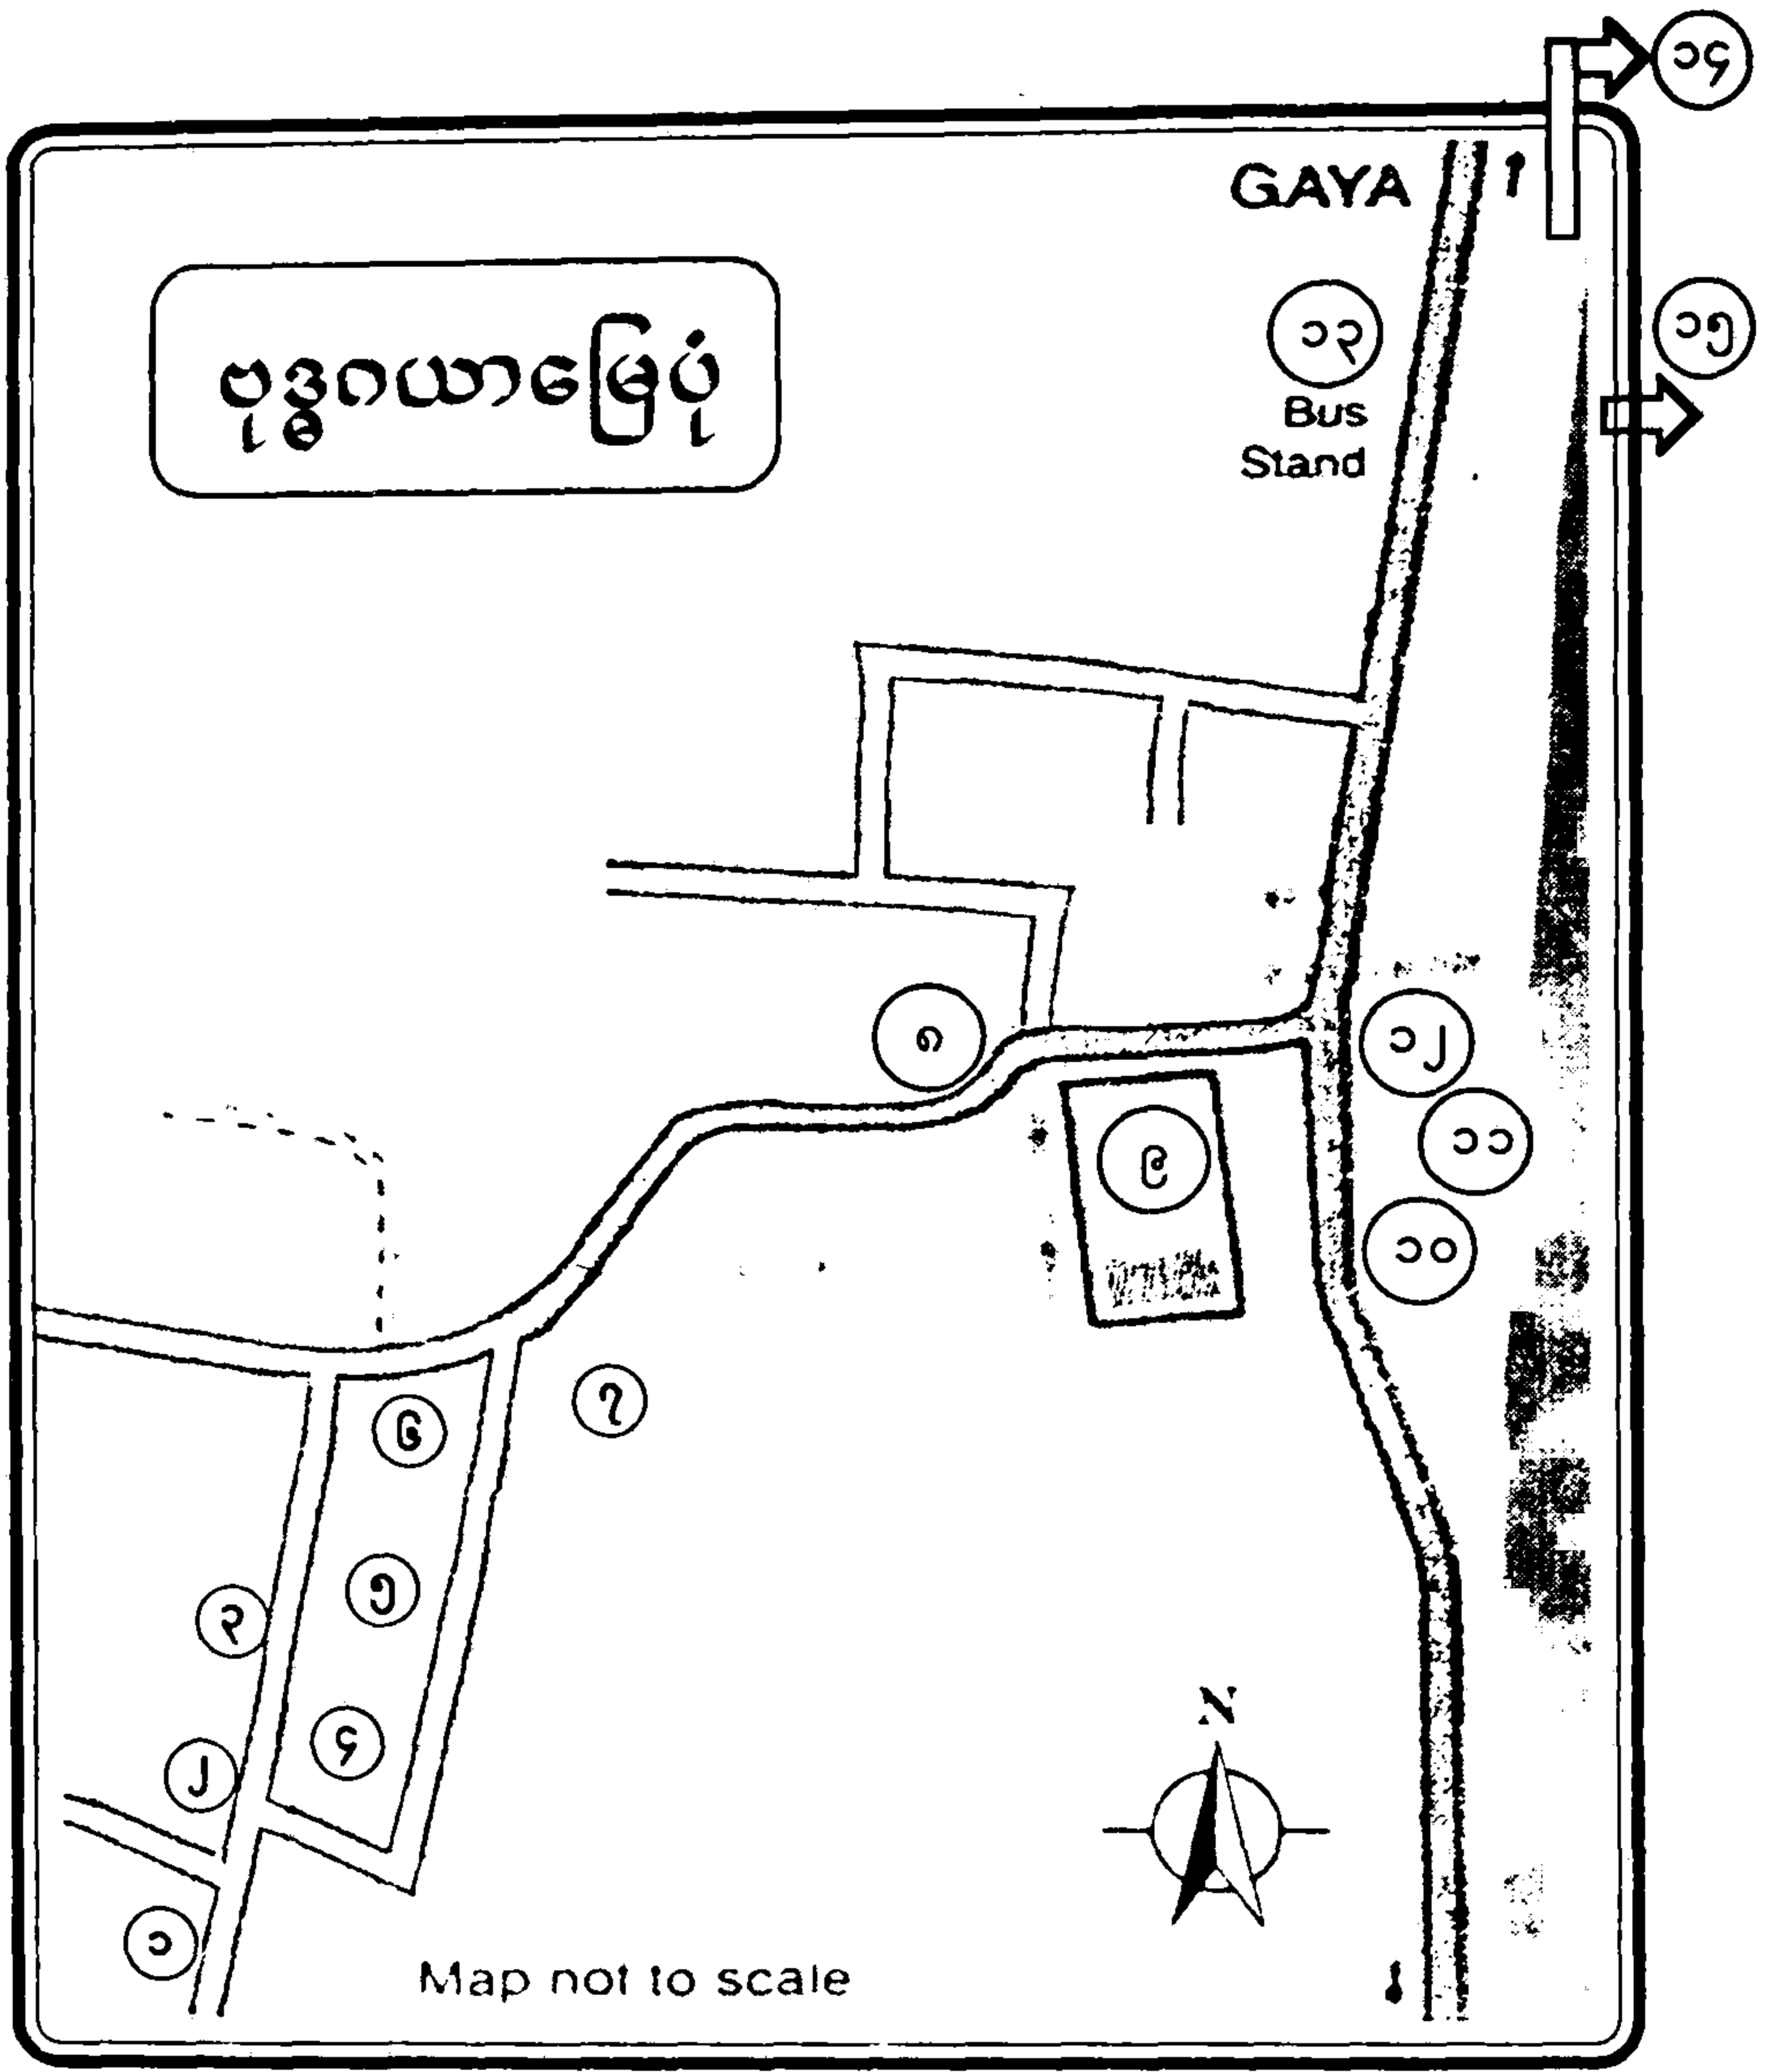 ၁၄
GAYA
ဗုဒ္ဓဂယာမြေပုံ
၁၃
Bus
Stand
၁၅
၈
၁၂
၉
၁၁
၁၀
၇
၆
၅
၃
၄
၂
N
၁
Map not to scale